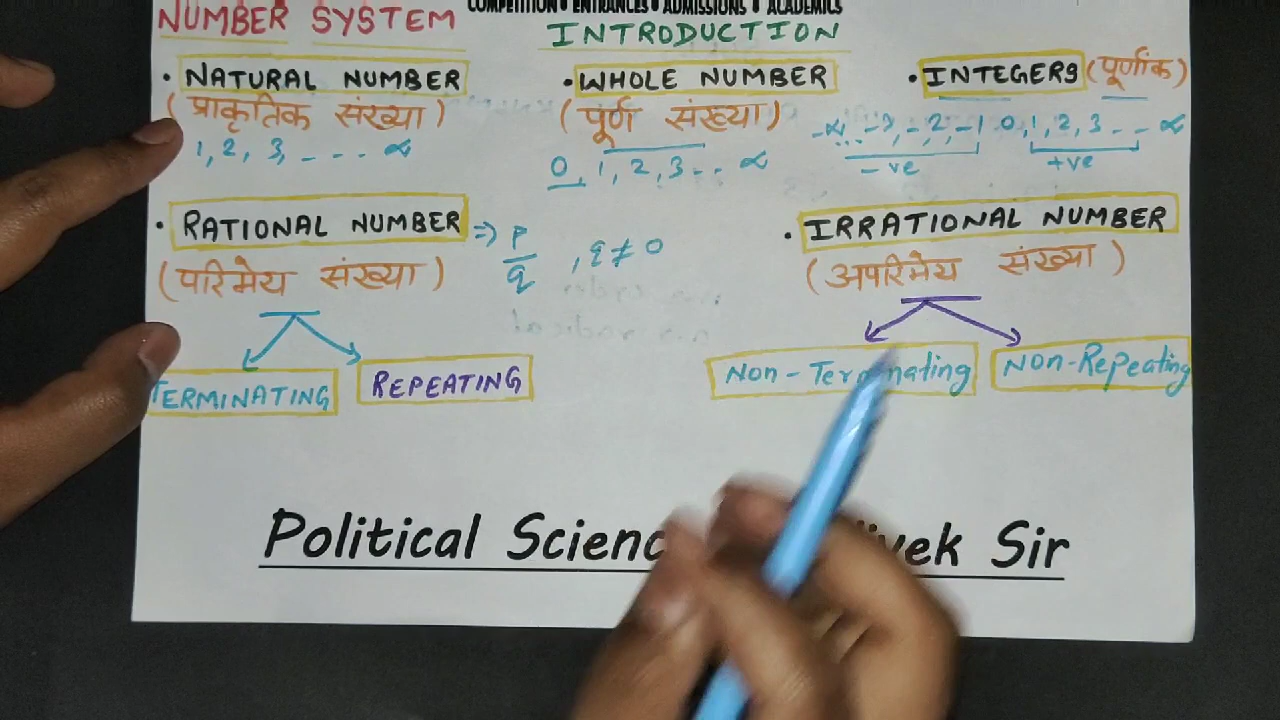 COMPETITION • ENTRANCES • ADMISSIONS • ACADEMICS
NUMBER SYSTEM
INTRODUCTION
• NATURAL NUMBER
(प्राकृतिक संख्या)
1, 2, 3, - - - - ∝
• WHOLE NUMBER
(पूर्ण संख्या)
0, 1, 2, 3 - - ∝
• INTEGERS (पूर्णांक)
-∝... -3, -2, -1 0, 1, 2, 3 - - - ∝
-ve +ve
• RATIONAL NUMBER => P/q, q ≠ 0
(परिमेय संख्या)
TERMINATING
REPEATING
• IRRATIONAL NUMBER
(अपरिमेय संख्या)
Non-Terminating
Non-Repeating
Political Sir